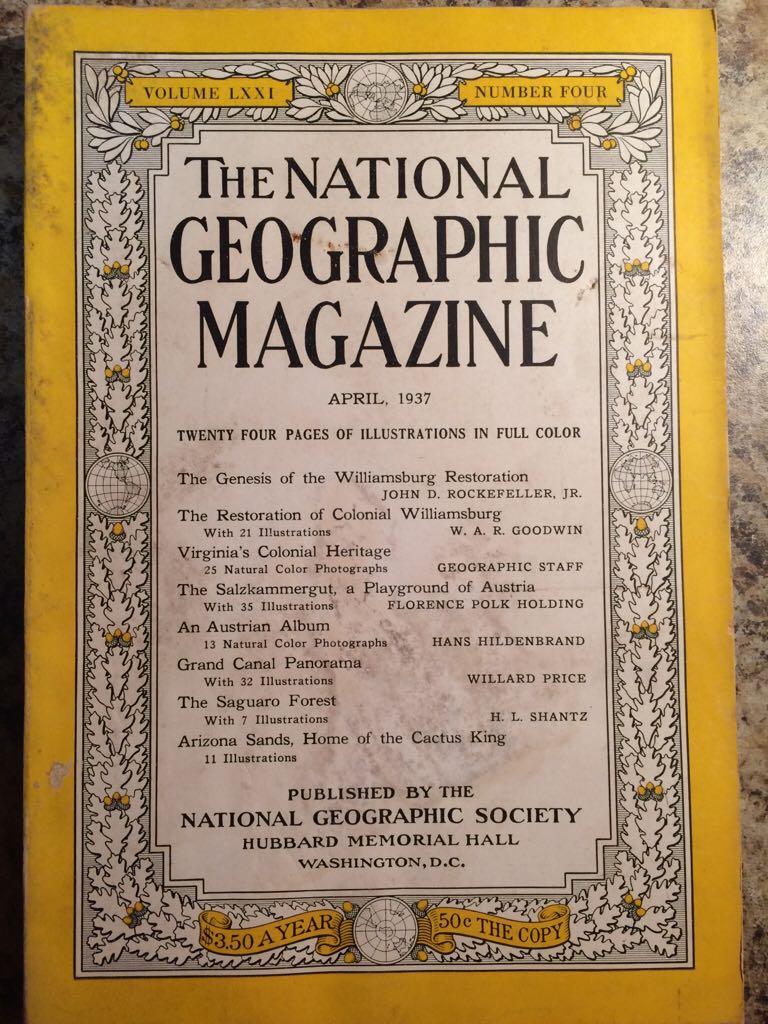 VOLUME LXXI NUMBER FOUR
THE NATIONAL
GEOGRAPHIC
MAGAZINE
APRIL, 1937
TWENTY FOUR PAGES OF ILLUSTRATIONS IN FULL COLOR
The Genesis of the Williamsburg Restoration
JOHN D. ROCKEFELLER, JR.
The Restoration of Colonial Williamsburg
With 21 Illustrations W. A. R. GOODWIN
Virginia's Colonial Heritage
25 Natural Color Photographs GEOGRAPHIC STAFF
The Salzkammergut, a Playground of Austria
With 35 Illustrations FLORENCE POLK HOLDING
An Austrian Album
13 Natural Color Photographs HANS HILDENBRAND
Grand Canal Panorama
With 32 Illustrations WILLARD PRICE
The Saguaro Forest
With 7 Illustrations H. L. SHANTZ
Arizona Sands, Home of the Cactus King
11 Illustrations
PUBLISHED BY THE
NATIONAL GEOGRAPHIC SOCIETY
HUBBARD MEMORIAL HALL
WASHINGTON, D.C.
$3.50 A YEAR 50c THE COPY